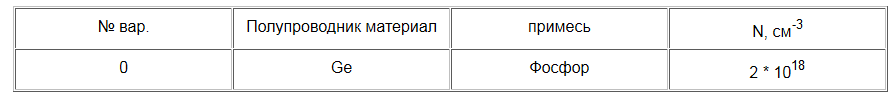 № вар. Полупроводник материал примесь N, см-3
0 Ge Фосфор 2 * 1018